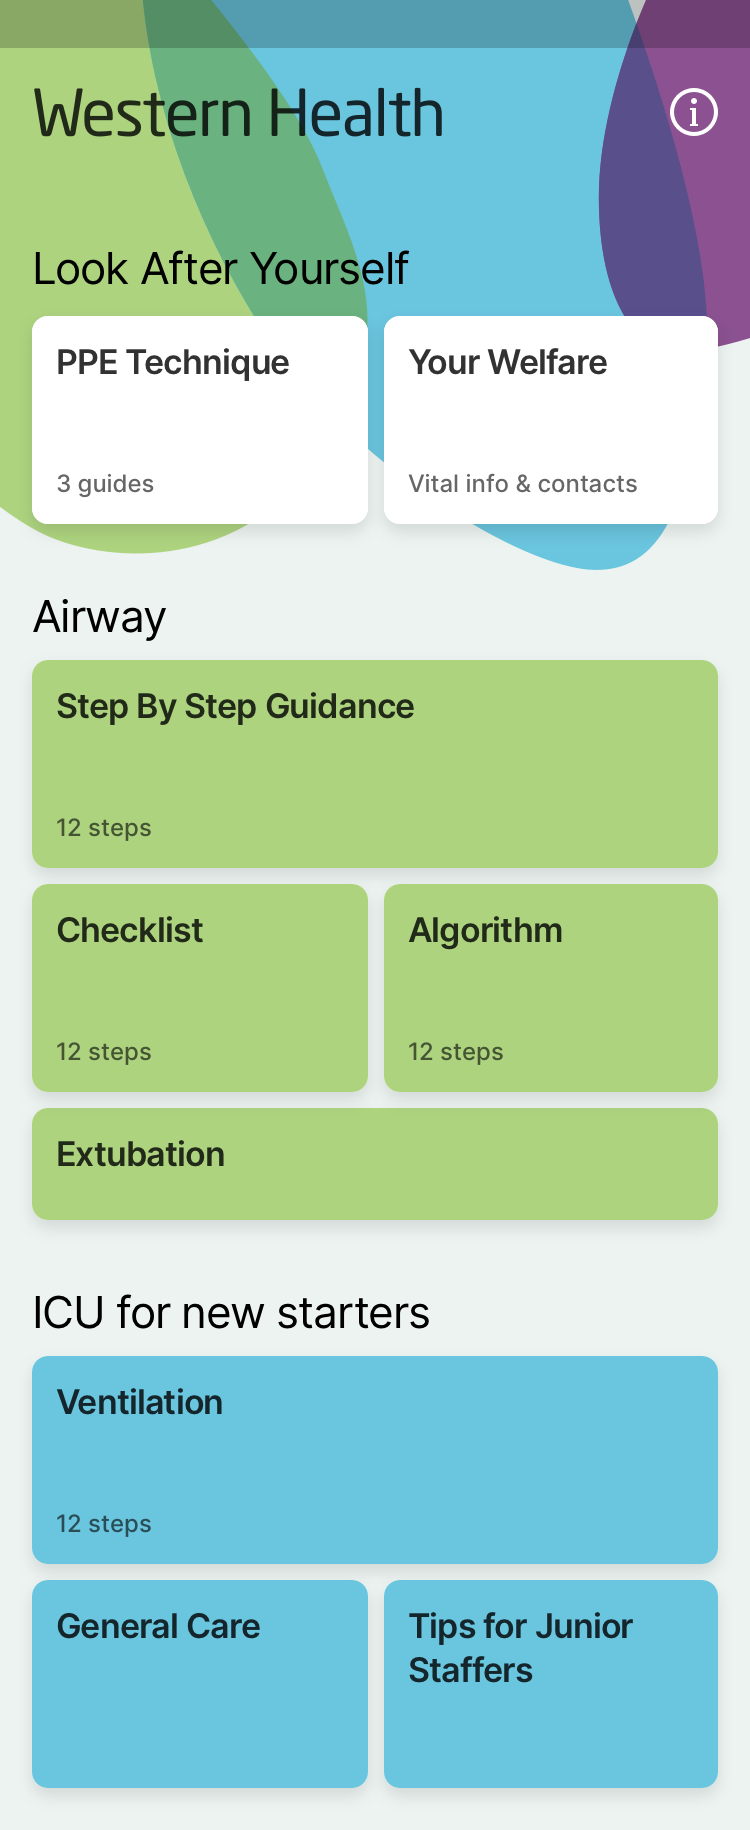 Western Health
Look After Yourself
PPE Technique
3 guides
Your Welfare
Vital info & contacts
Airway
Step By Step Guidance
12 steps
Checklist
12 steps
Algorithm
12 steps
Extubation
ICU for new starters
Ventilation
12 steps
General Care
Tips for Junior
Staffers